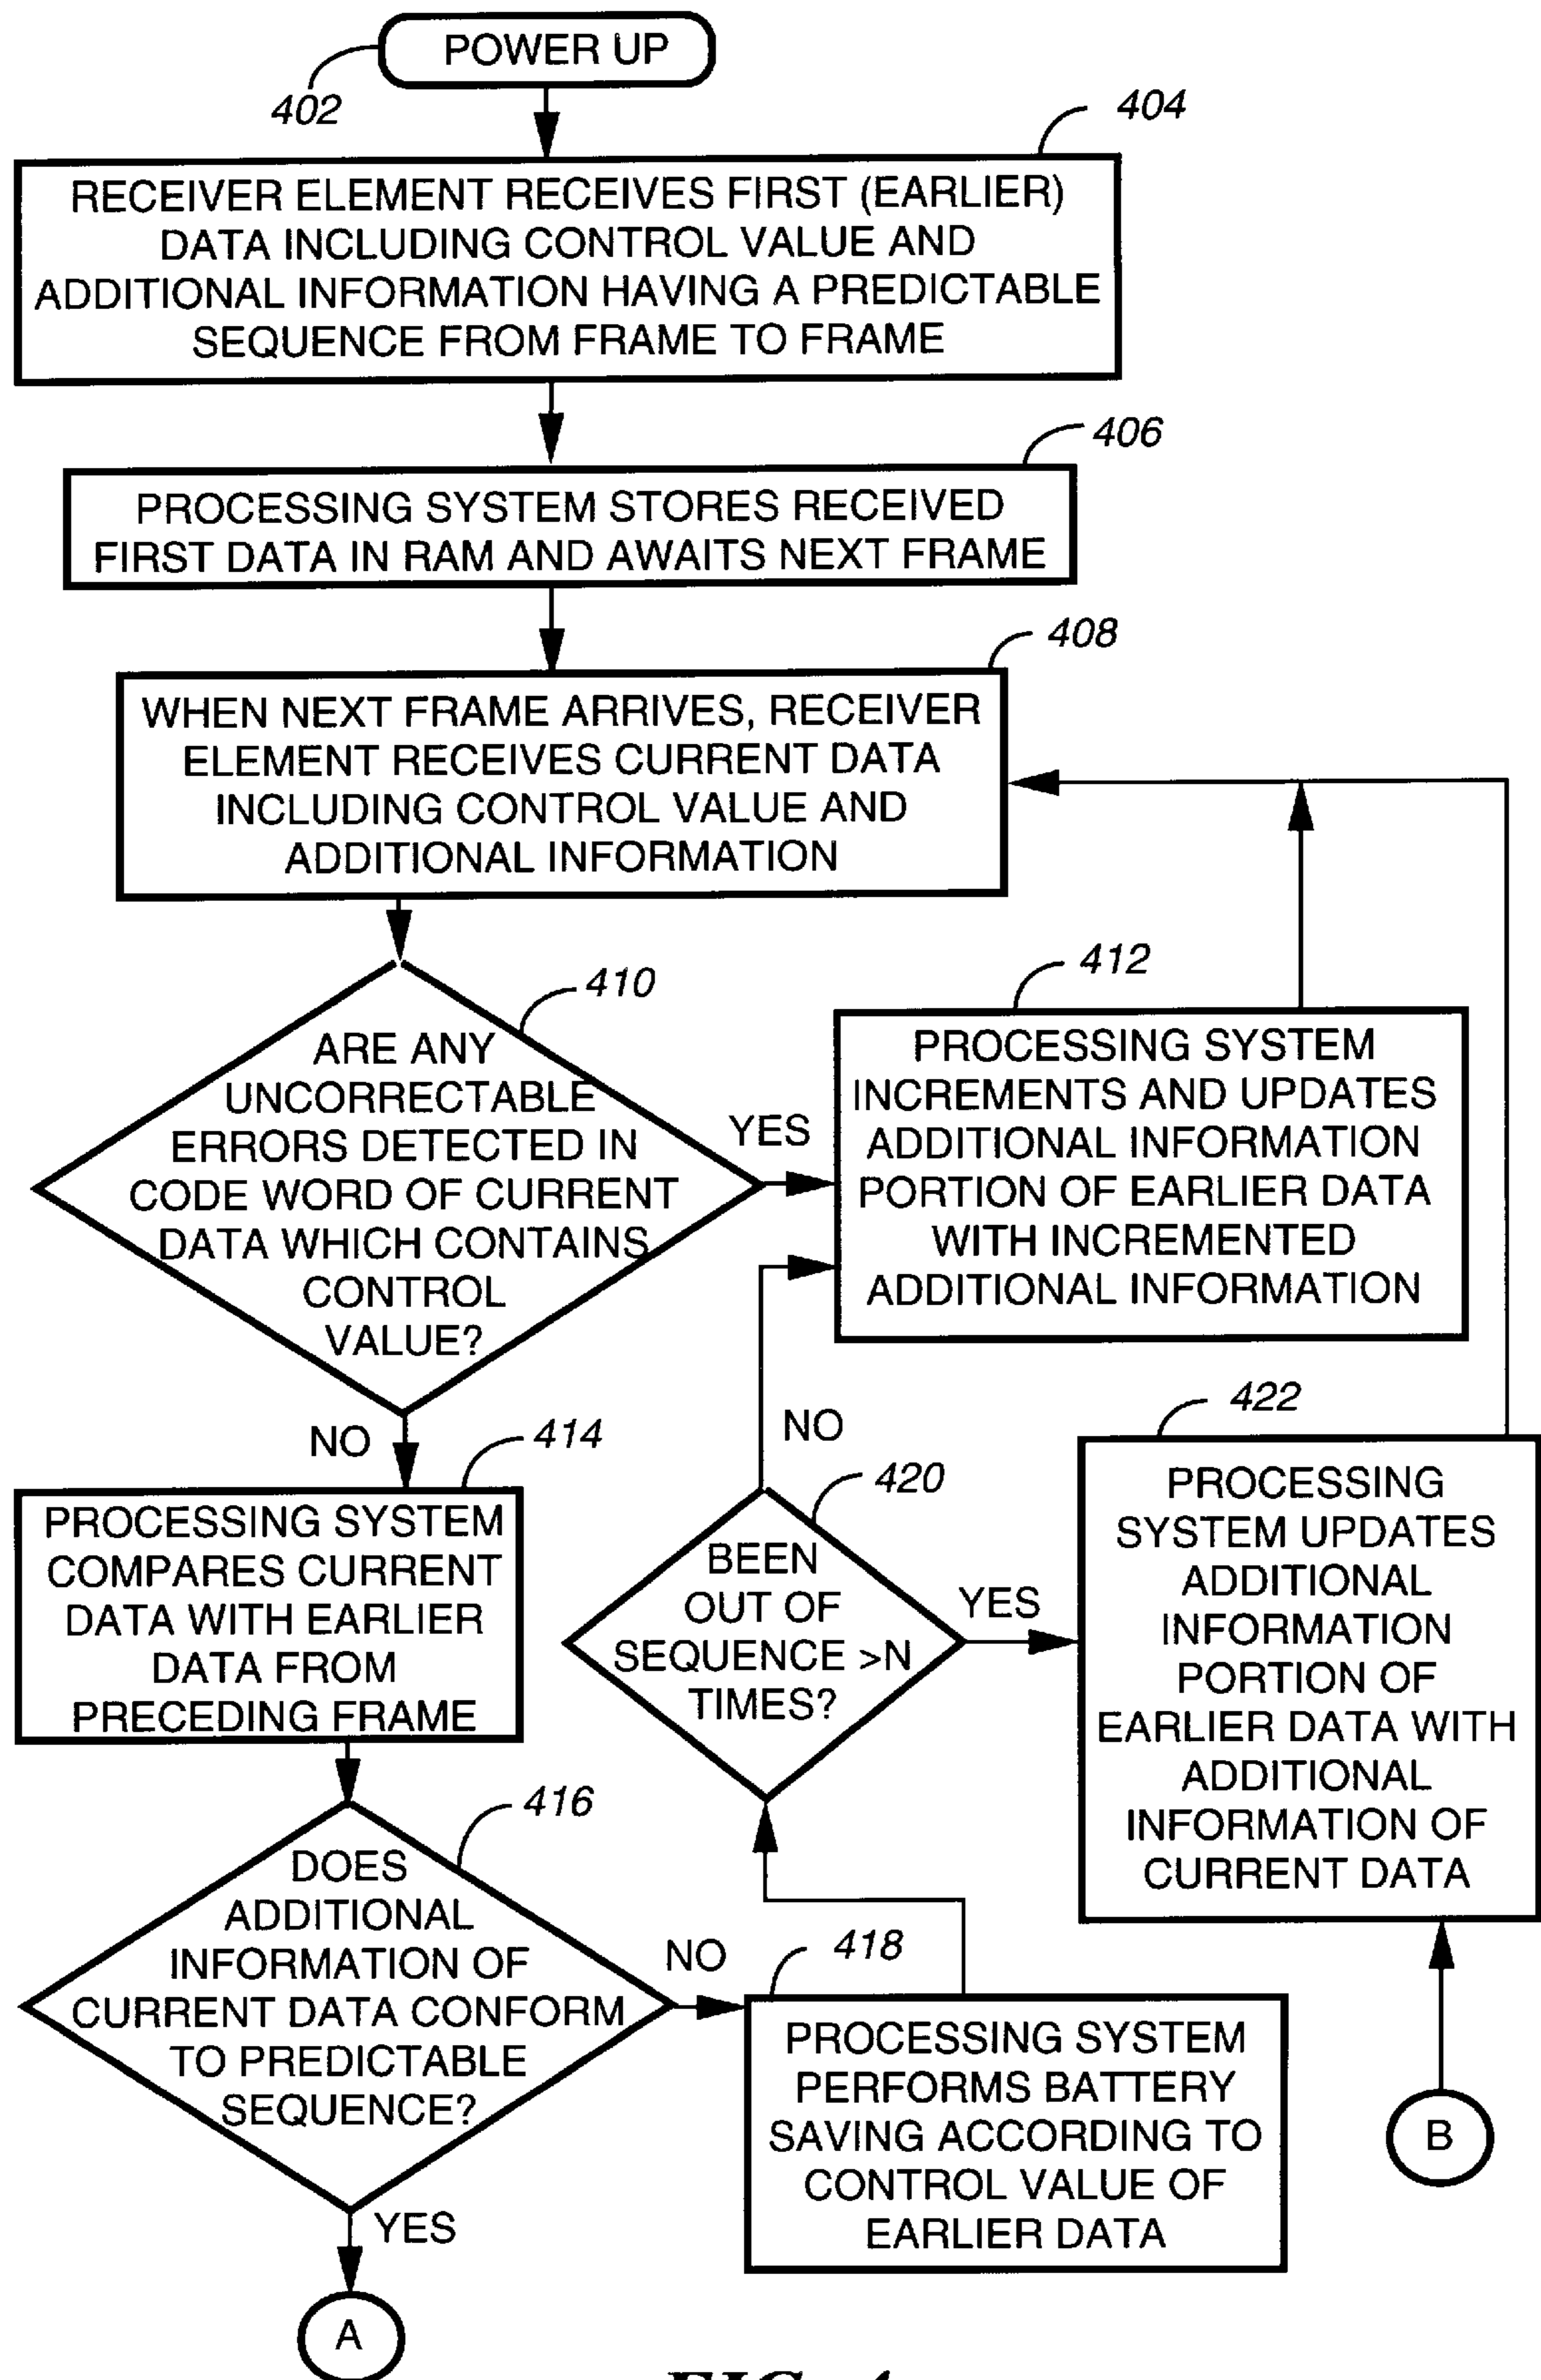 POWER UP
402
404
RECEIVER ELEMENT RECEIVES FIRST (EARLIER)
DATA INCLUDING CONTROL VALUE AND
ADDITIONAL INFORMATION HAVING A PREDICTABLE
SEQUENCE FROM FRAME TO FRAME
406
PROCESSING SYSTEM STORES RECEIVED
FIRST DATA IN RAM AND AWAITS NEXT FRAME
408
WHEN NEXT FRAME ARRIVES, RECEIVER
ELEMENT RECEIVES CURRENT DATA
INCLUDING CONTROL VALUE AND
ADDITIONAL INFORMATION
410
ARE ANY
UNCORRECTABLE
ERRORS DETECTED IN
CODE WORD OF CURRENT
DATA WHICH CONTAINS
CONTROL
VALUE?
YES
412
PROCESSING SYSTEM
INCREMENTS AND UPDATES
ADDITIONAL INFORMATION
PORTION OF EARLIER DATA
WITH INCREMENTED
ADDITIONAL INFORMATION
NO
414
PROCESSING SYSTEM
COMPARES CURRENT
DATA WITH EARLIER
DATA FROM
PRECEDING FRAME
NO
420
BEEN
OUT OF
SEQUENCE >N
TIMES?
YES
422
PROCESSING
SYSTEM UPDATES
ADDITIONAL
INFORMATION
PORTION OF
EARLIER DATA WITH
ADDITIONAL
INFORMATION OF
CURRENT DATA
416
DOES
ADDITIONAL
INFORMATION OF
CURRENT DATA CONFORM
TO PREDICTABLE
SEQUENCE?
NO
418
PROCESSING SYSTEM
PERFORMS BATTERY
SAVING ACCORDING TO
CONTROL VALUE OF
EARLIER DATA
B
YES
A